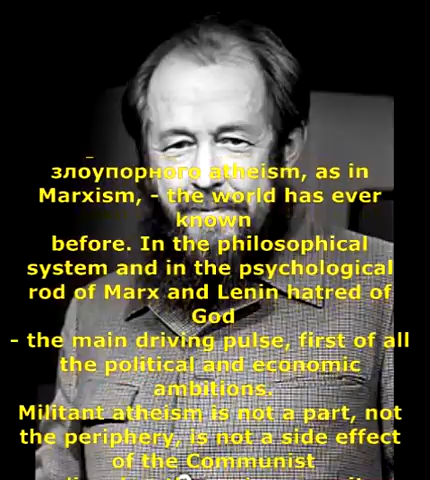 злоупорного atheism, as in
Marxism, - the world has ever
known
before. In the philosophical
system and in the psychological
rod of Marx and Lenin hatred of
God
- the main driving pulse, first of all
the political and economic
ambitions.
Militant atheism is not a part, not
the periphery, is not a side effect
of the Communist